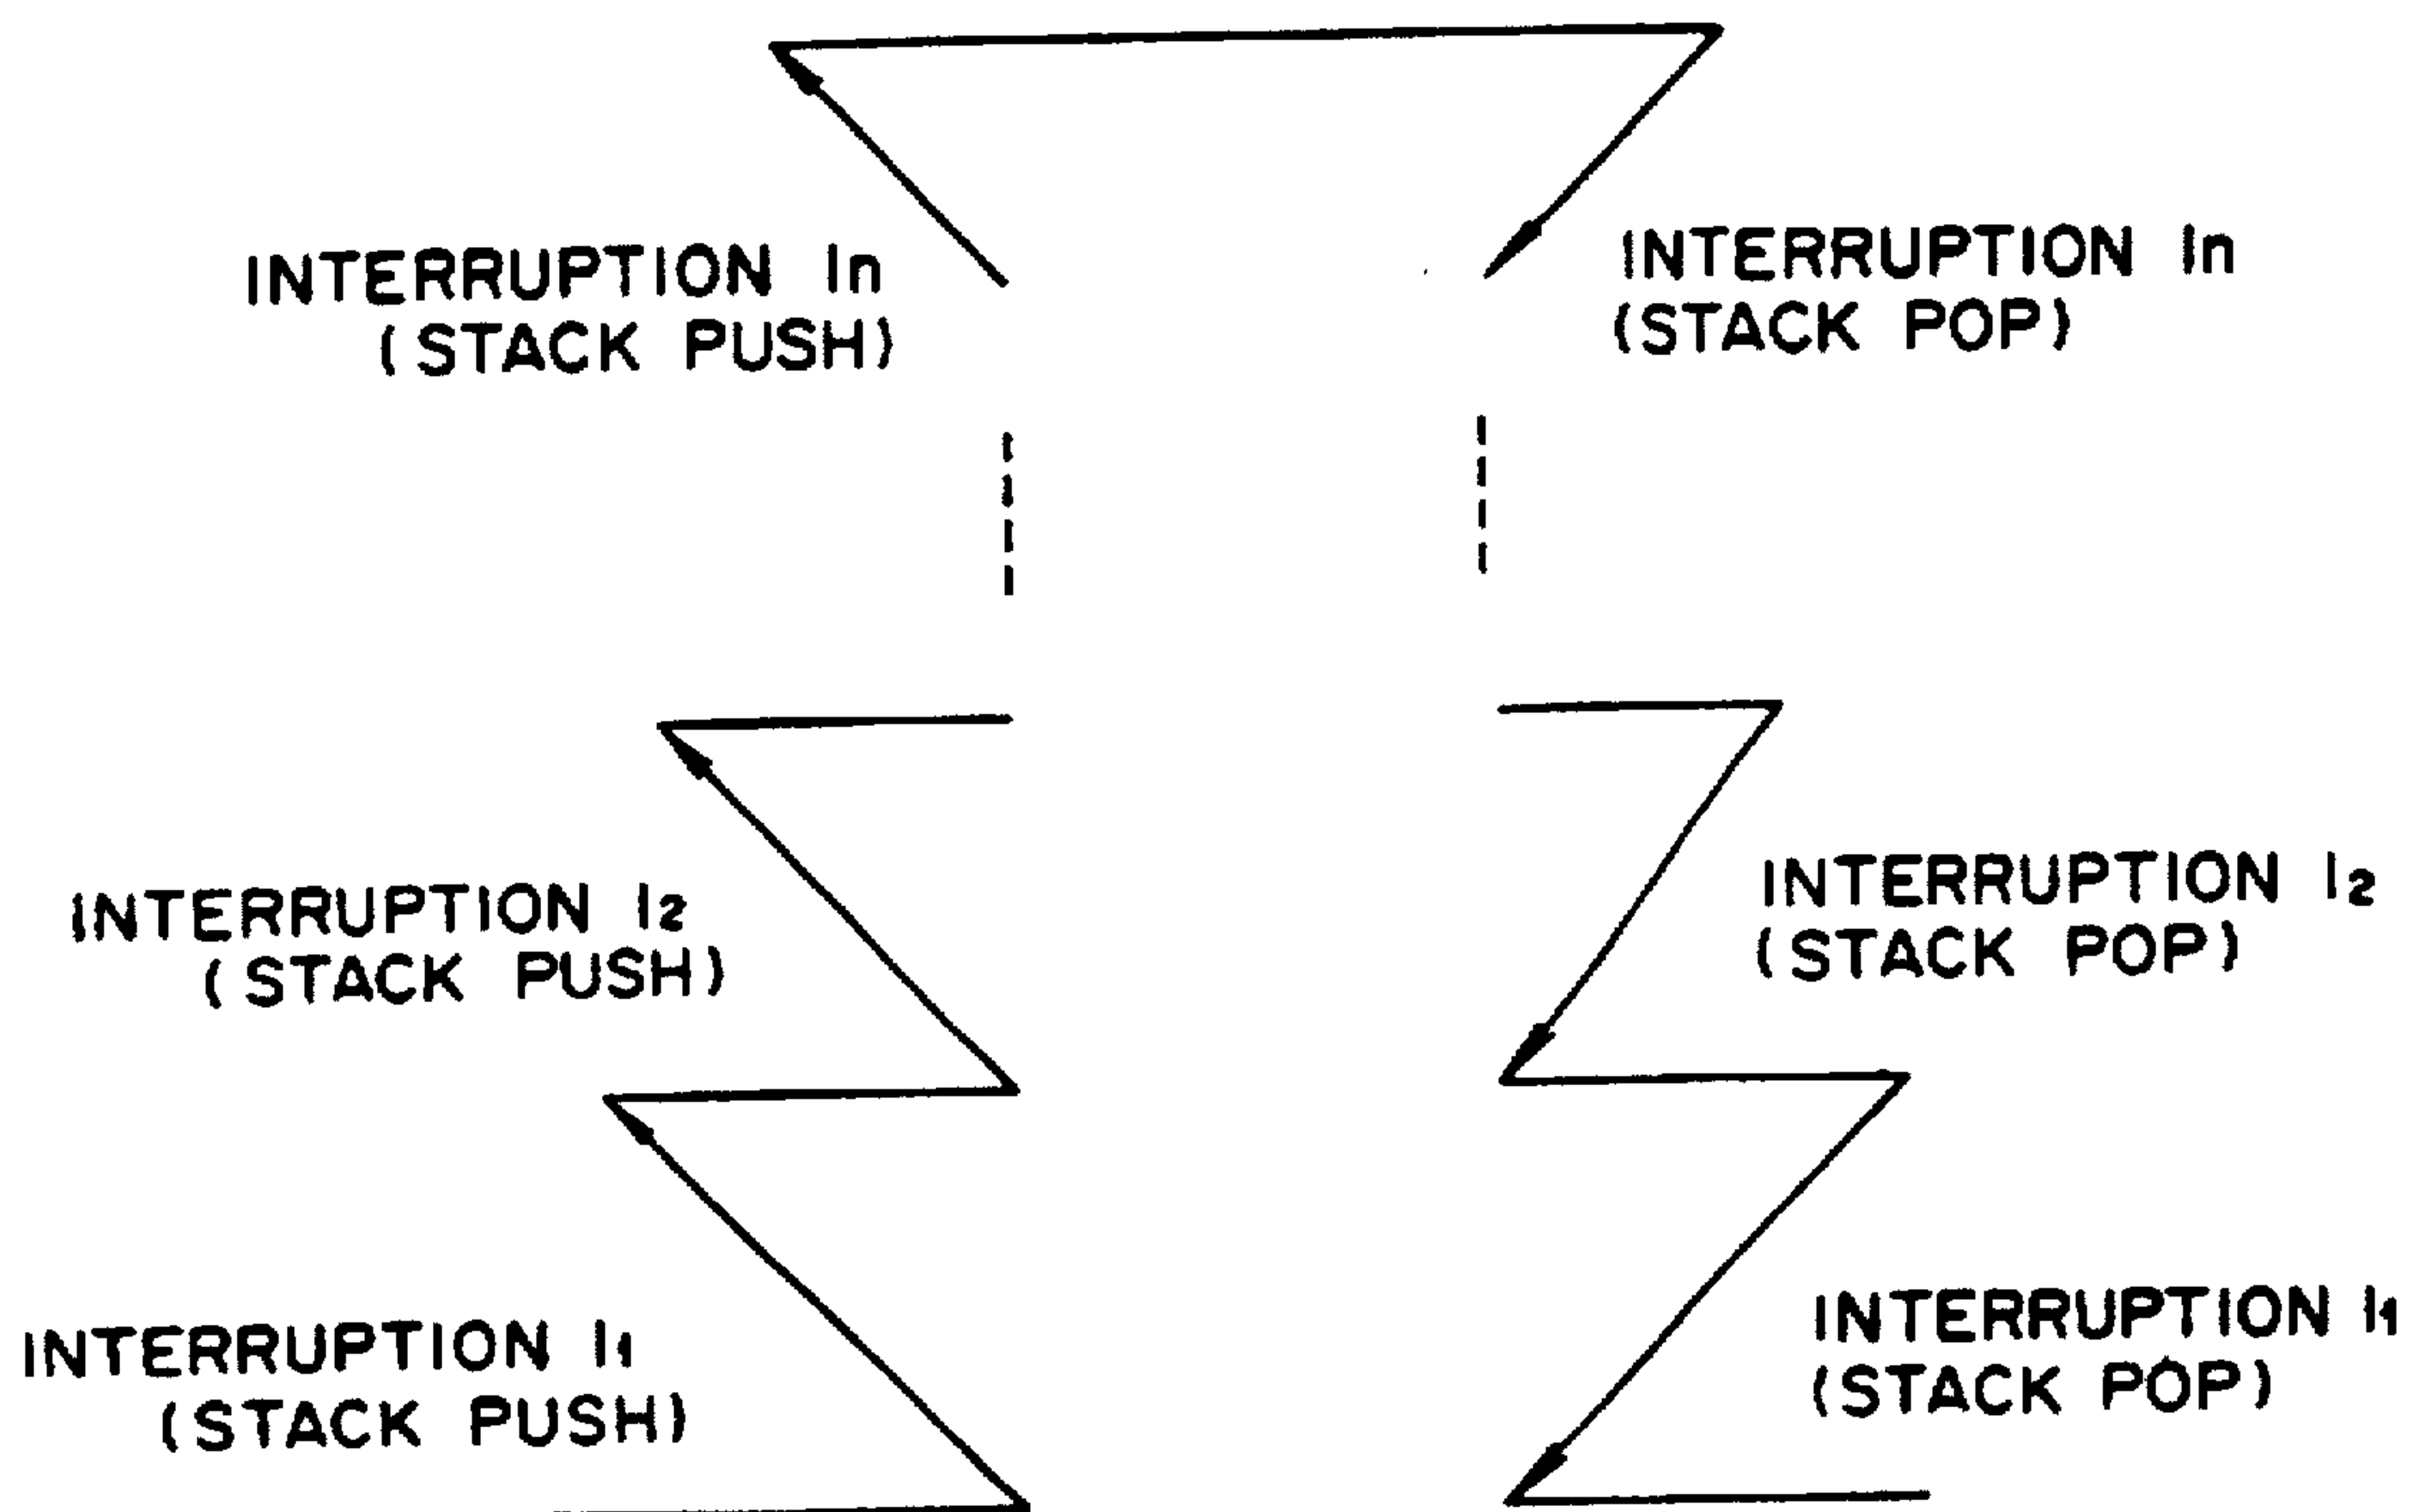 INTERRUPTION In
(STACK PUSH)
INTERRUPTION In
(STACK POP)
INTERRUPTION I2
(STACK PUSH)
INTERRUPTION I2
(STACK POP)
INTERRUPTION I1
(STACK PUSH)
INTERRUPTION I1
(STACK POP)